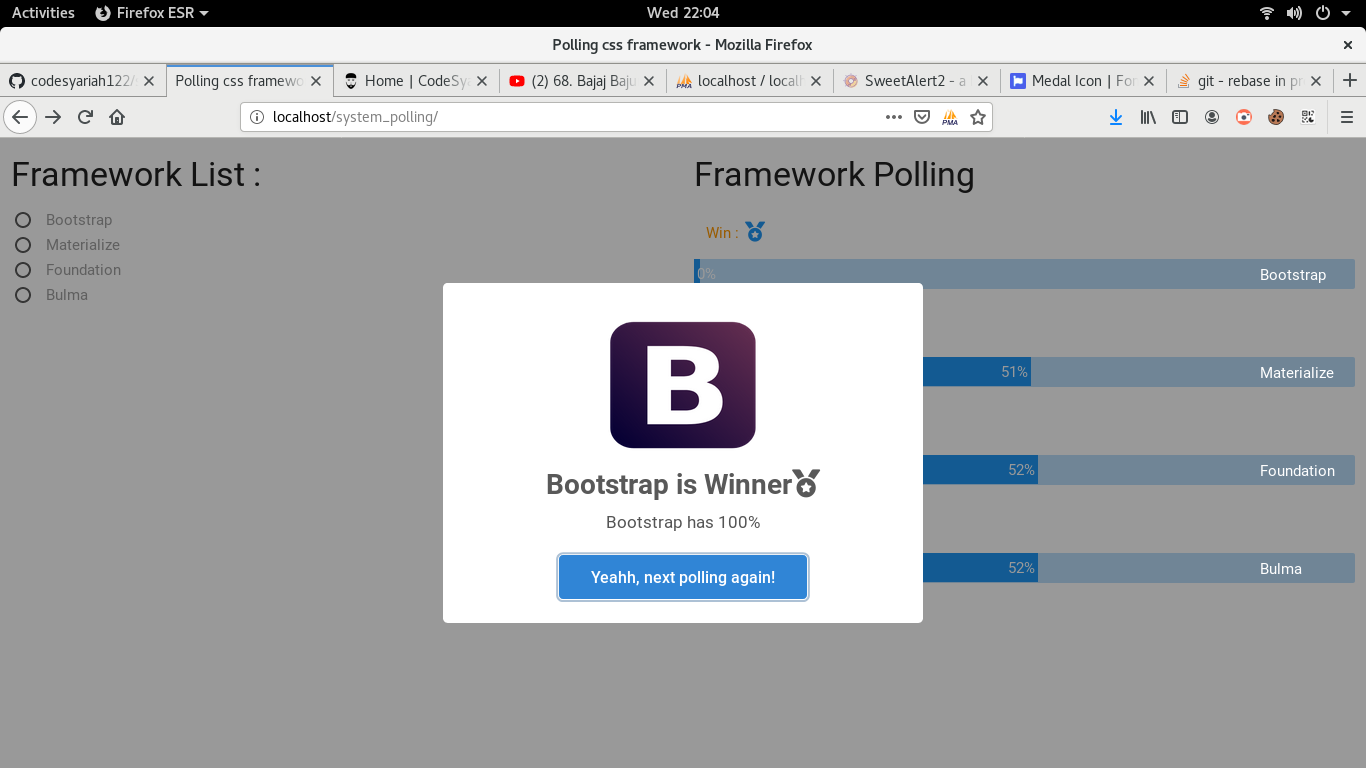 Activities Firefox ESR Wed 22:04
Polling css framework - Mozilla Firefox
codesyariah122/ Polling css framewo Home | CodeSya (2) 68. Bajaj Baju localhost / localh SweetAlert2 - a Medal Icon | Fon git - rebase in pr
localhost/system_polling/
Framework List :
Bootstrap
Materialize
Foundation
Bulma
Framework Polling
Win :
0% Bootstrap
51% Materialize
52% Foundation
52% Bulma
B
Bootstrap is Winner
Bootstrap has 100%
Yeahh, next polling again!